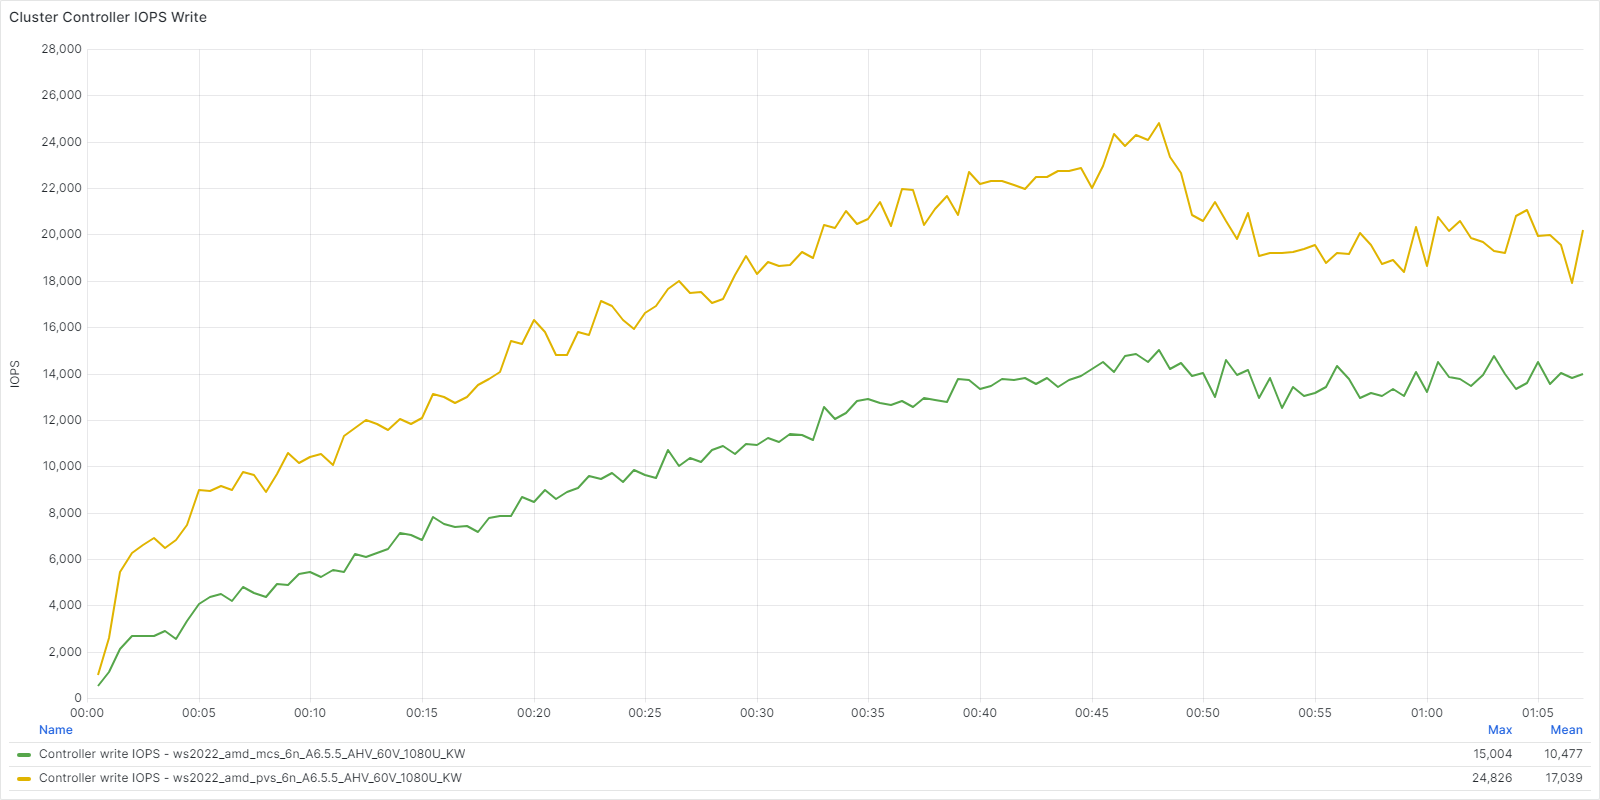 Cluster Controller IOPS Write
28,000
26,000
24,000
22,000
20,000
18,000
16,000
14,000
12,000
10,000
8,000
6,000
4,000
2,000
0
IOPS
00:00 00:05 00:10 00:15 00:20 00:25 00:30 00:35 00:40 00:45 00:50 00:55 01:00 01:05
Name Max Mean
Controller write IOPS - ws2022_amd_mcs_6n_A6.5.5_AHV_60V_1080U_KW 15,004 10,477
Controller write IOPS - ws2022_amd_pvs_6n_A6.5.5_AHV_60V_1080U_KW 24,826 17,039